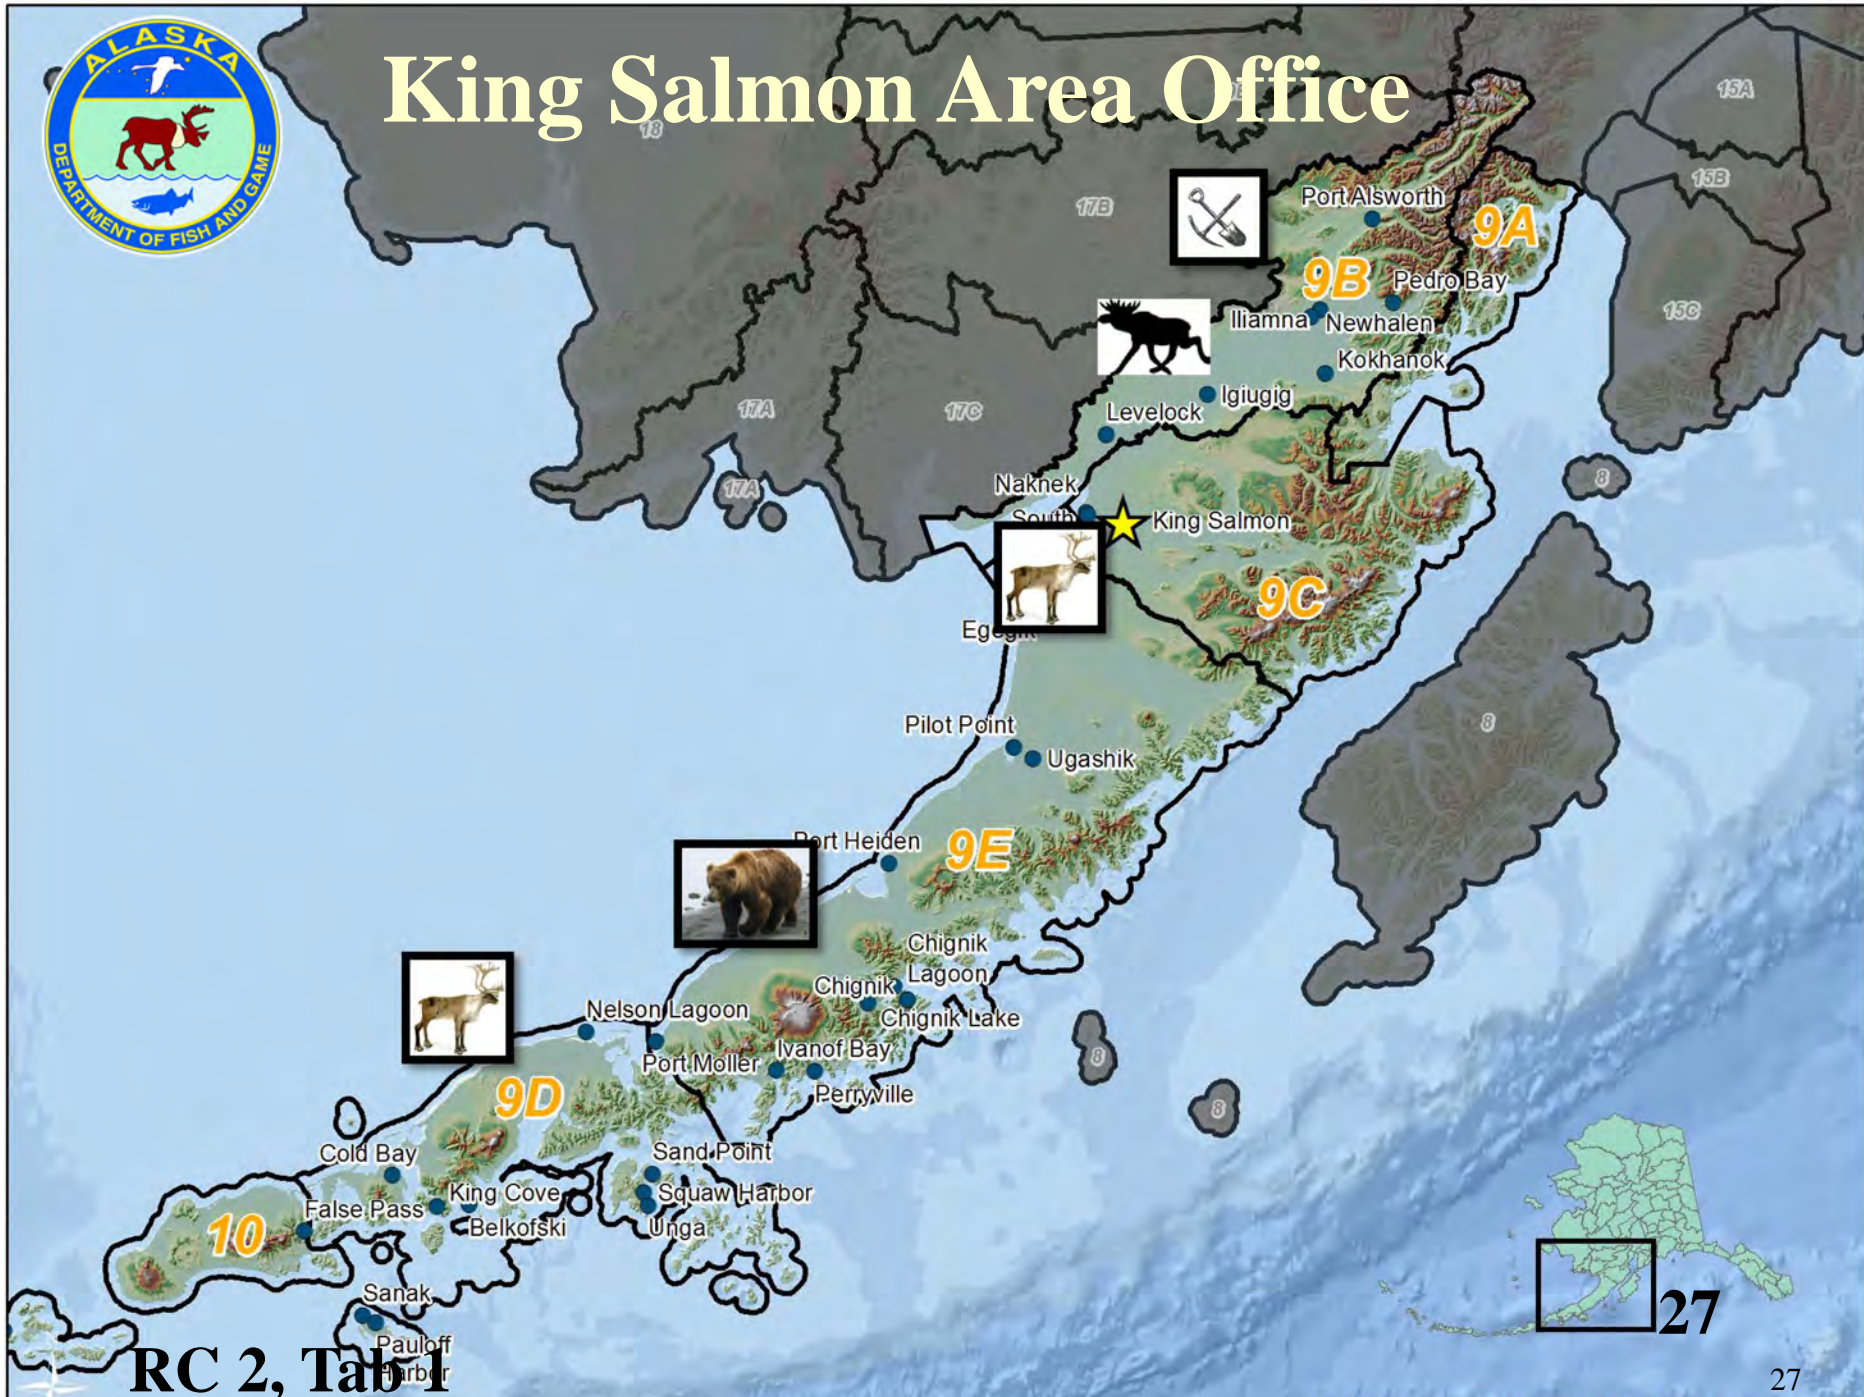 ALASKA
DEPARTMENT OF FISH AND GAME
King Salmon Area Office
18
15A
15B
17B
Port Alsworth
9A
9B
Pedro Bay
15C
Iliamna
Newhalen
Kokhanok
17A
17C
Igiugig
Levelock
17A
8
Naknek
South
King Salmon
9C
Egegik
8
Pilot Point
Ugashik
Port Heiden
9E
Chignik
Lagoon
Chignik
Chignik Lake
Nelson Lagoon
Port Moller
Ivanof Bay
8
Perryville
9D
8
Cold Bay
Sand Point
King Cove
Squaw Harbor
False Pass
Belkofski
Unga
10
Sanak
Pauloff
Harbor
27
RC 2, Tab 1
27